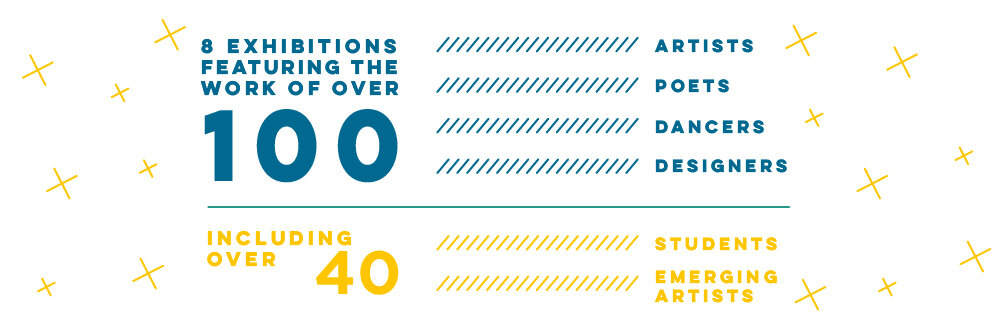 8 EXHIBITIONS
FEATURING THE
WORK OF OVER
100
ARTISTS
POETS
DANCERS
DESIGNERS
INCLUDING
OVER 40
STUDENTS
EMERGING
ARTISTS